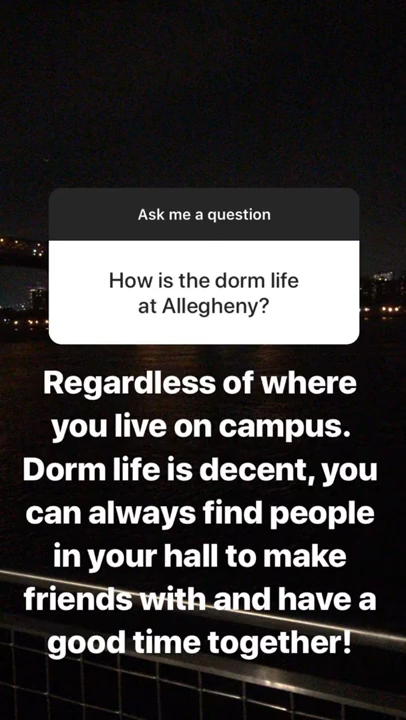 Ask me a question
How is the dorm life
at Allegheny?
Regardless of where
you live on campus.
Dorm life is decent, you
can always find people
in your hall to make
friends with and have a
good time together!